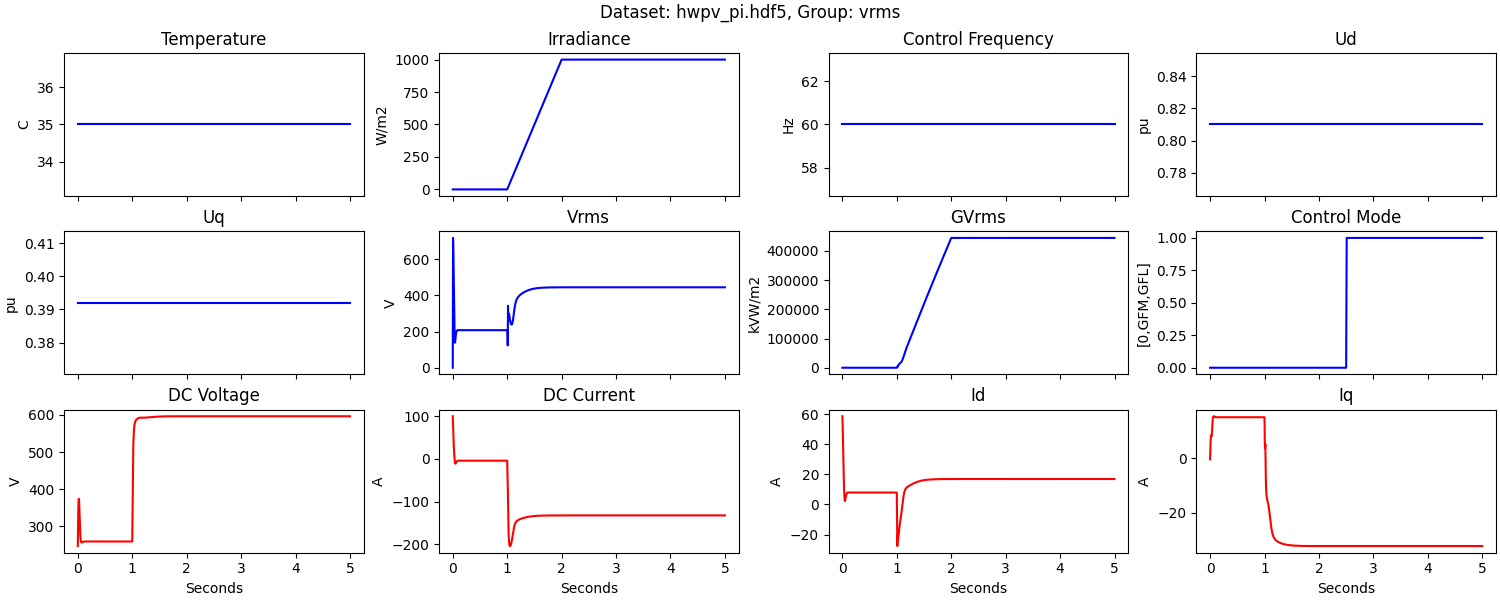 Dataset: hwpv_pi.hdf5, Group: vrms
Temperature
Irradiance
Control Frequency
Ud
36
35
34
C
1000
750
500
250
0
W/m2
62
60
58
Hz
0.84
0.82
0.80
0.78
pu
Uq
Vrms
GVrms
Control Mode
0.41
0.40
0.39
0.38
pu
600
400
200
0
V
400000
300000
200000
100000
0
kVW/m2
1.00
0.75
0.50
0.25
0.00
[0,GFM,GFL]
DC Voltage
DC Current
Id
Iq
600
500
400
300
V
0 1 2 3 4 5
Seconds
100
0
−100
−200
A
0 1 2 3 4 5
Seconds
60
40
20
0
−20
A
0 1 2 3 4 5
Seconds
0
−20
A
0 1 2 3 4 5
Seconds